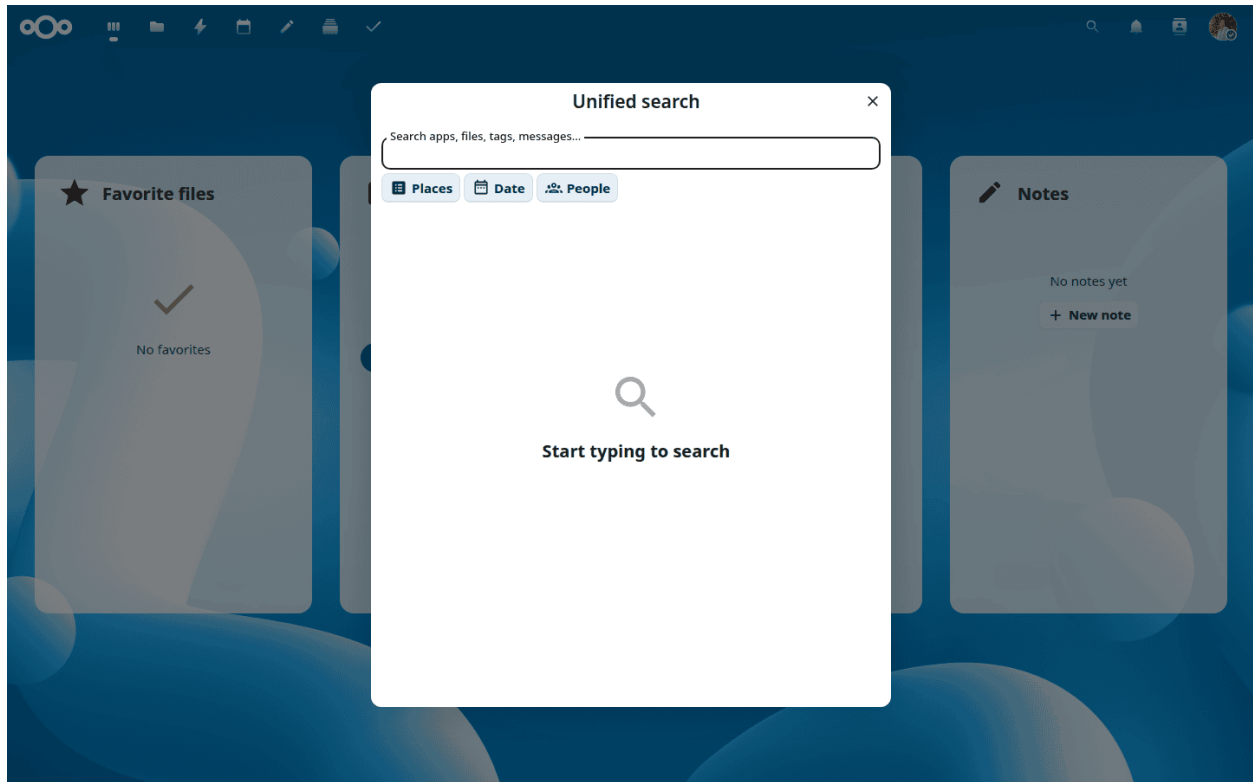 Unified search
Search apps, files, tags, messages...
Places Date People
Favorite files
Notes
No notes yet
+ New note
No favorites
Start typing to search